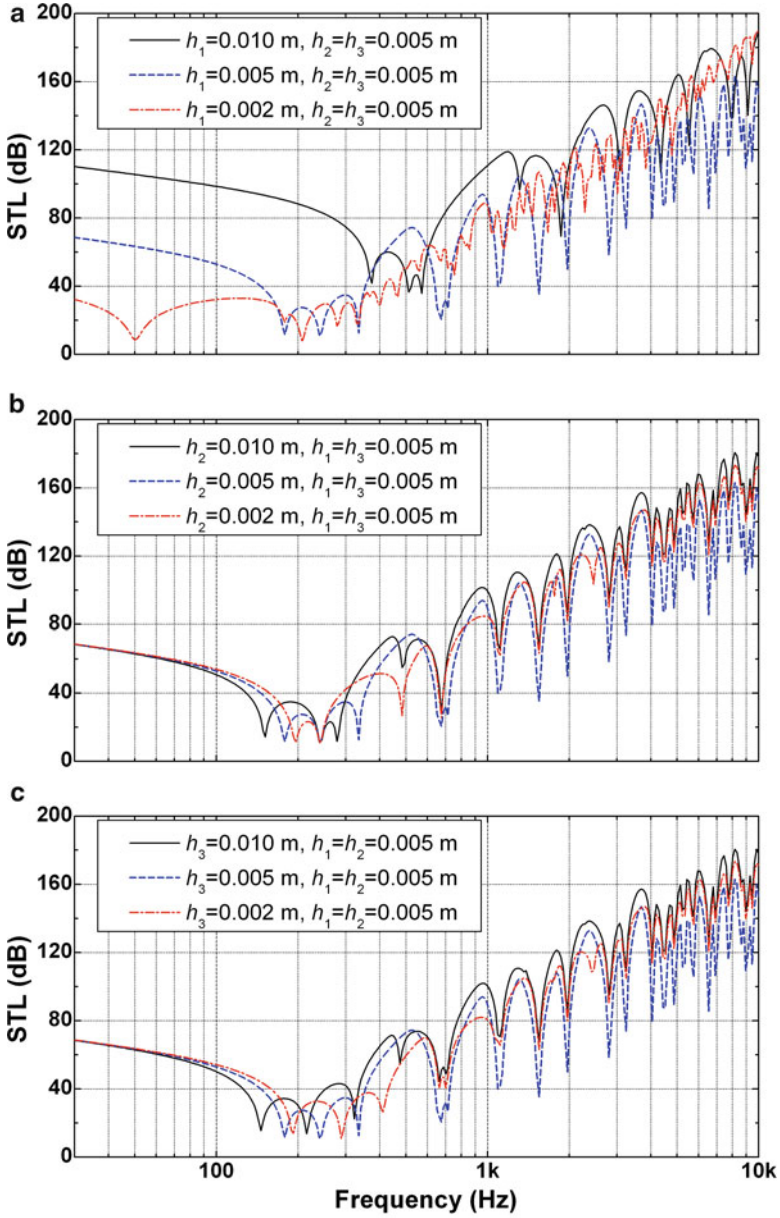 a
200
160
120
80
40
0
STL (dB)
h1=0.010 m, h2=h3=0.005 m
h1=0.005 m, h2=h3=0.005 m
h1=0.002 m, h2=h3=0.005 m
1k
10k
b
200
160
120
80
40
0
STL (dB)
h2=0.010 m, h1=h3=0.005 m
h2=0.005 m, h1=h3=0.005 m
h2=0.002 m, h1=h3=0.005 m
c
200
160
120
80
40
0
STL (dB)
h3=0.010 m, h1=h2=0.005 m
h3=0.005 m, h1=h2=0.005 m
h3=0.002 m, h1=h2=0.005 m
100
1k
10k
Frequency (Hz)